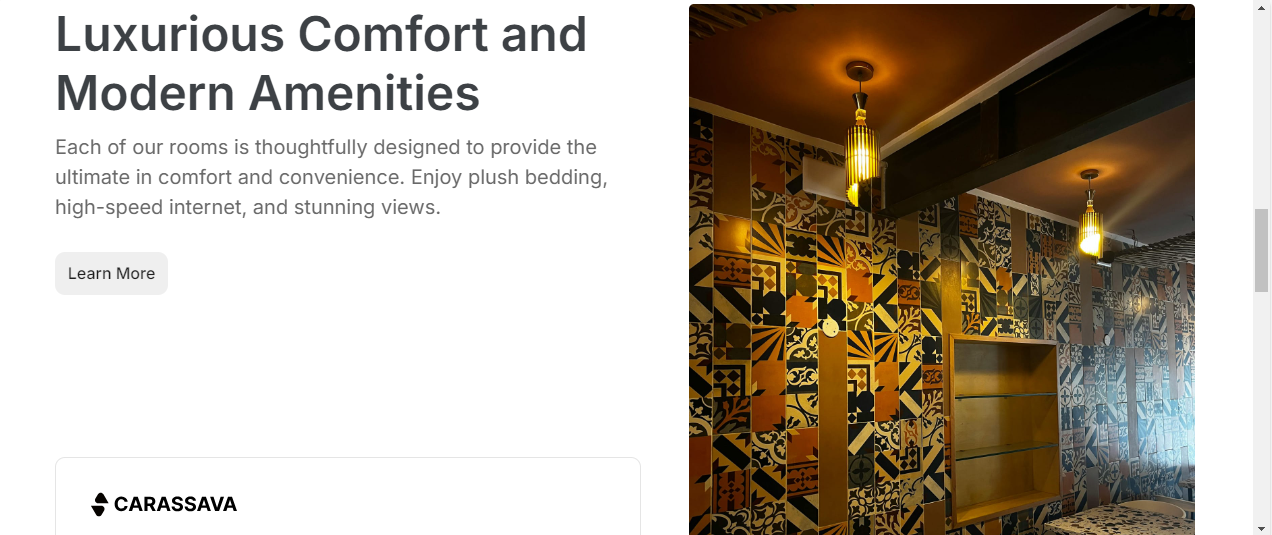 Luxurious Comfort and
Modern Amenities
Each of our rooms is thoughtfully designed to provide the
ultimate in comfort and convenience. Enjoy plush bedding,
high-speed internet, and stunning views.
Learn More
CARASSAVA